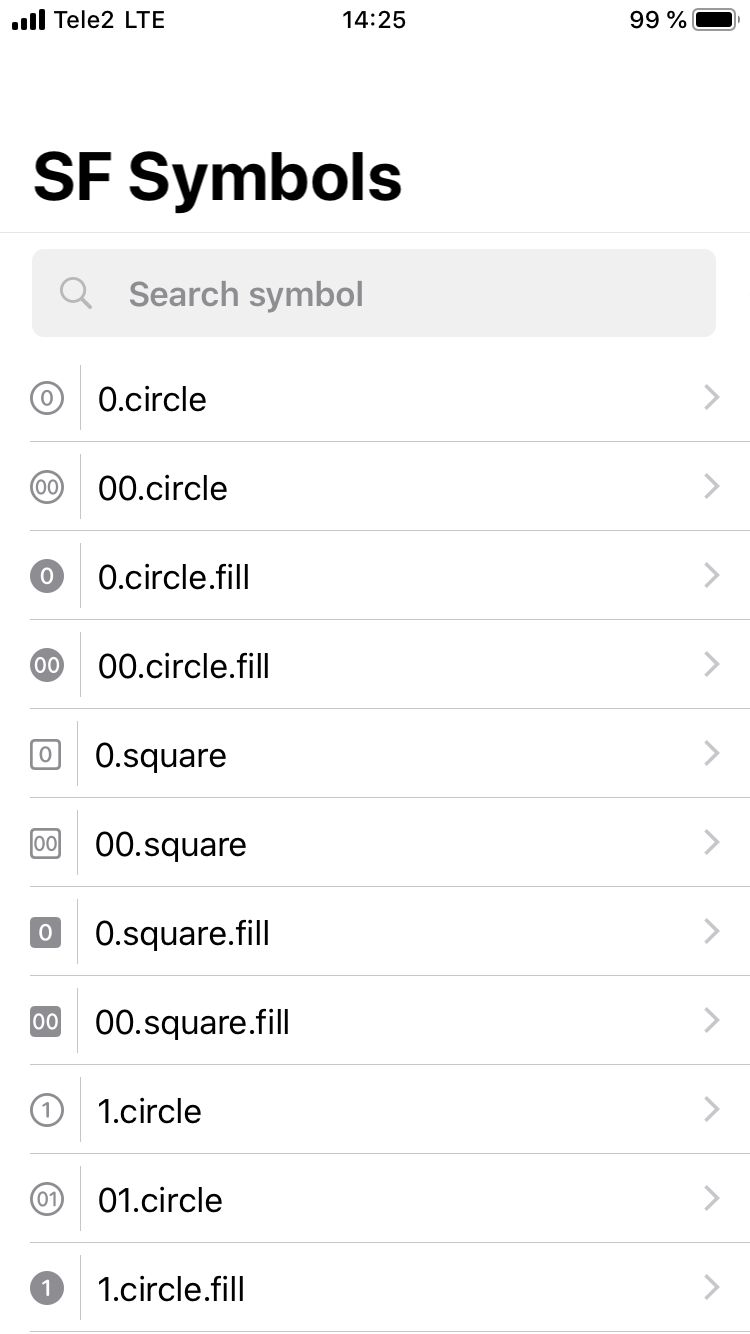 Tele2 LTE 14:25 99 %
SF Symbols
Search symbol
0 0.circle
00 00.circle
0 0.circle.fill
00 00.circle.fill
0 0.square
00 00.square
0 0.square.fill
00 00.square.fill
1 1.circle
01 01.circle
1 1.circle.fill